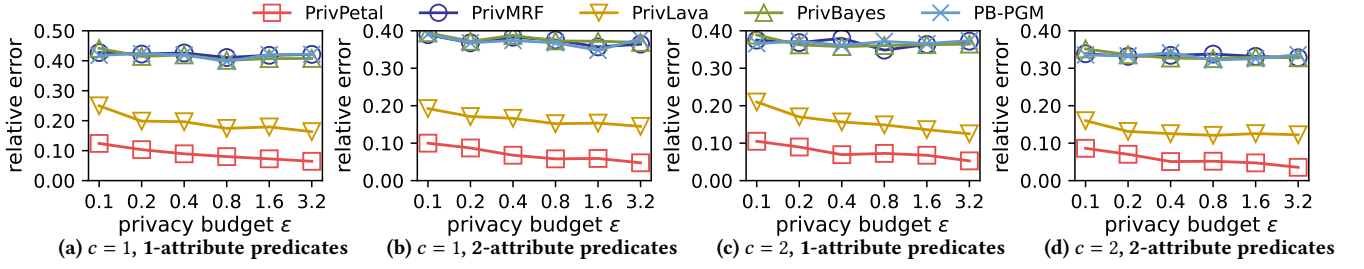 PrivPetal PrivMRF PrivLava PrivBayes PB-PGM
relative error
0.50
0.40
0.30
0.20
0.10
0.00
0.1 0.2 0.4 0.8 1.6 3.2
privacy budget ε
(a) c = 1, 1-attribute predicates
relative error
0.40
0.30
0.20
0.10
0.00
0.1 0.2 0.4 0.8 1.6 3.2
privacy budget ε
(b) c = 1, 2-attribute predicates
relative error
0.40
0.30
0.20
0.10
0.00
0.1 0.2 0.4 0.8 1.6 3.2
privacy budget ε
(c) c = 2, 1-attribute predicates
relative error
0.40
0.30
0.20
0.10
0.00
0.1 0.2 0.4 0.8 1.6 3.2
privacy budget ε
(d) c = 2, 2-attribute predicates